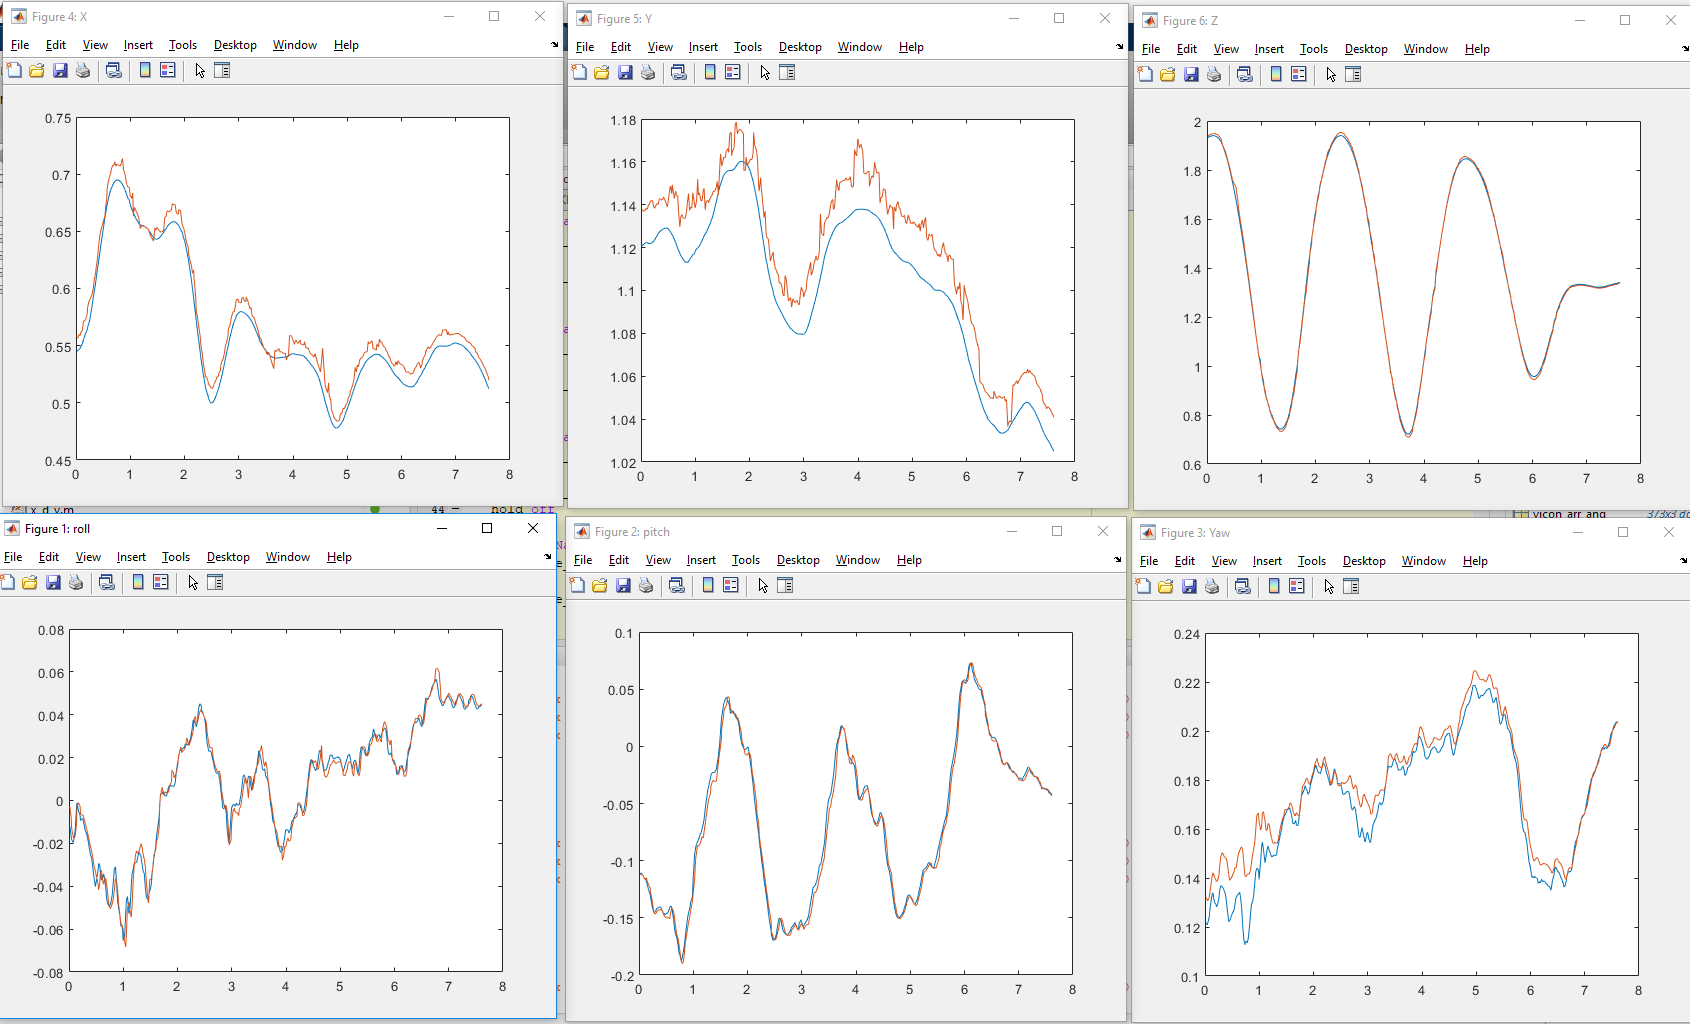 Figure 4: X
File Edit View Insert Tools Desktop Window Help
0.75
0.7
0.65
0.6
0.55
0.5
0.45
0 1 2 3 4 5 6 7 8
Figure 5: Y
File Edit View Insert Tools Desktop Window Help
1.18
1.16
1.14
1.12
1.1
1.08
1.06
1.04
1.02
0 1 2 3 4 5 6 7 8
Figure 6: Z
File Edit View Insert Tools Desktop Window Help
2
1.8
1.6
1.4
1.2
1
0.8
0.6
0 1 2 3 4 5 6 7 8
x_d_v.m
44 − hold off
vicon_arr_ang 373x3 do
Figure 1: roll
File Edit View Insert Tools Desktop Window Help
0.08
0.06
0.04
0.02
0
-0.02
-0.04
-0.06
-0.08
0 1 2 3 4 5 6 7 8
Figure 2: pitch
File Edit View Insert Tools Desktop Window Help
0.1
0.05
0
-0.05
-0.1
-0.15
-0.2
0 1 2 3 4 5 6 7 8
Figure 3: Yaw
File Edit View Insert Tools Desktop Window Help
0.24
0.22
0.2
0.18
0.16
0.14
0.12
0.1
0 1 2 3 4 5 6 7 8